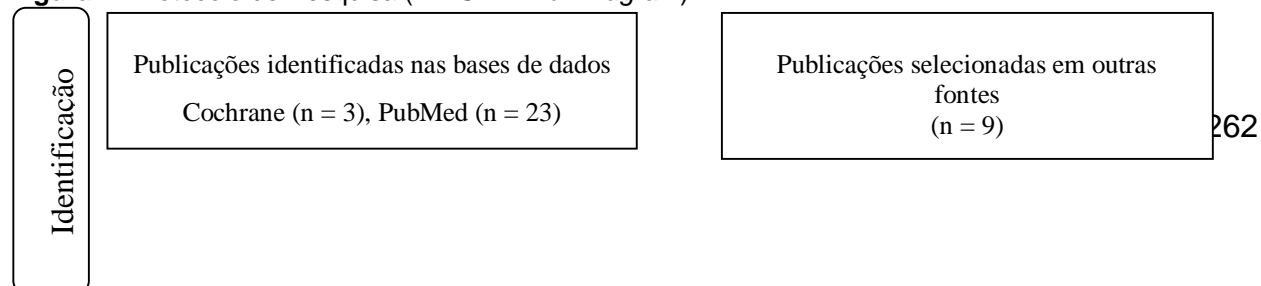 Identificação
Publicações identificadas nas bases de dados
Cochrane (n = 3), PubMed (n = 23)
Publicações selecionadas em outras
fontes
(n = 9)
262